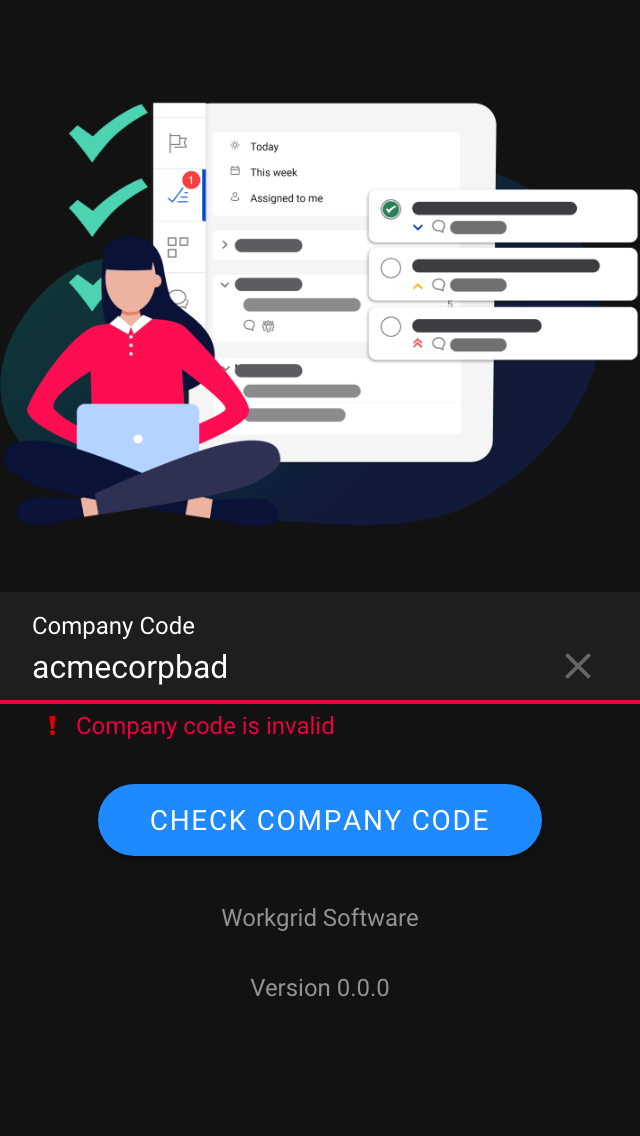 Today
1
This week
Assigned to me
5
Company Code
acmecorpbad
! Company code is invalid
CHECK COMPANY CODE
Workgrid Software
Version 0.0.0